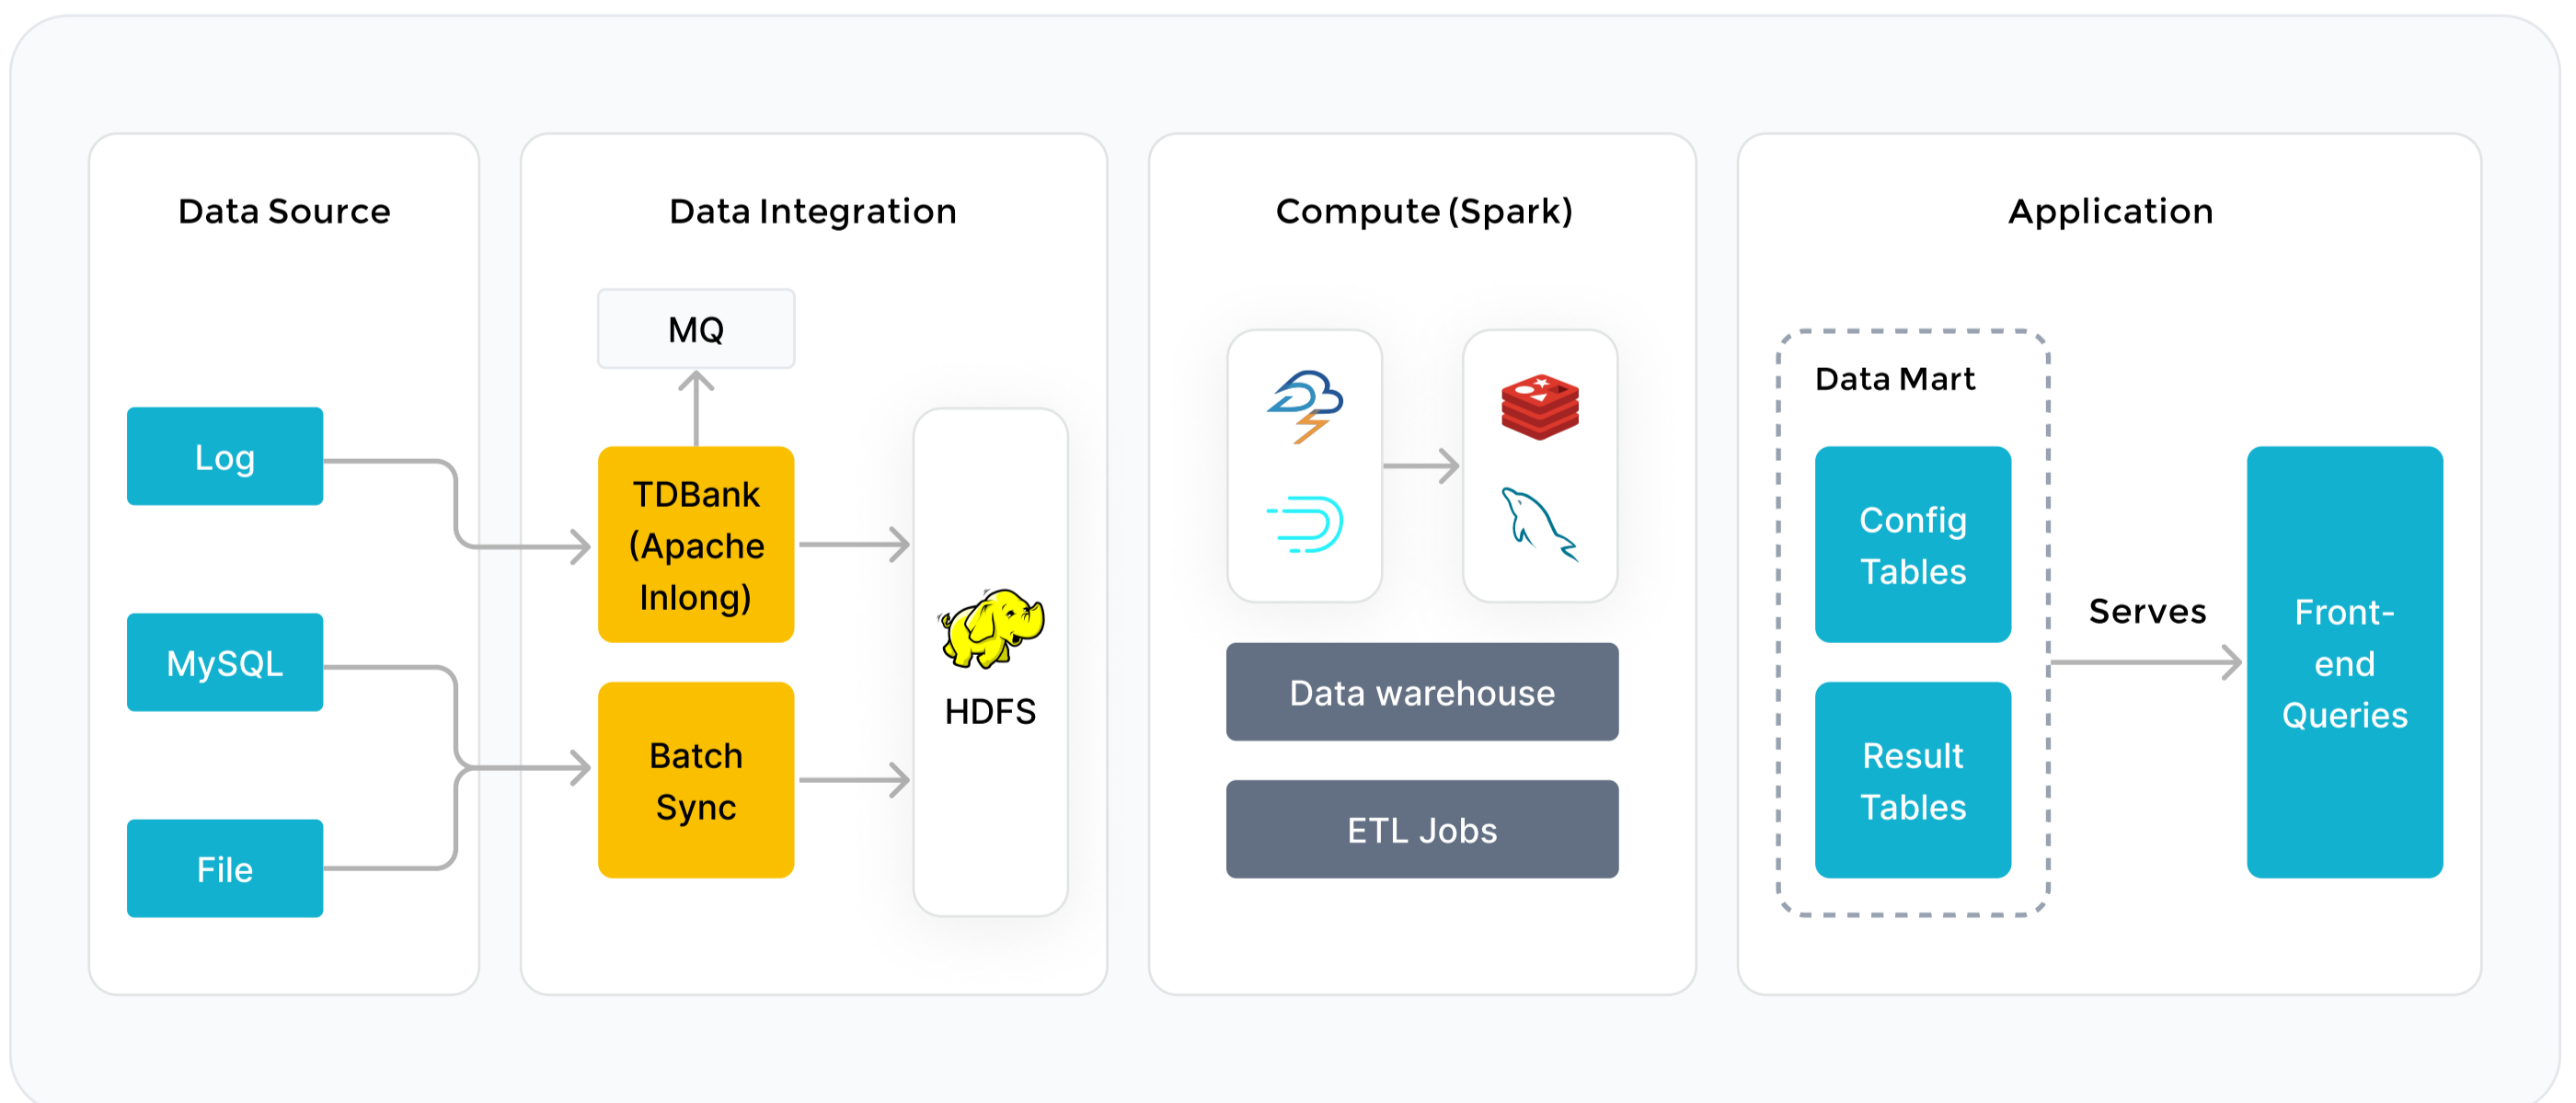 Data Source
Log
MySQL
File
Data Integration
MQ
TDBank
(Apache
Inlong)
Batch
Sync
HDFS
Compute (Spark)
Data warehouse
ETL Jobs
Application
Data Mart
Config
Tables
Result
Tables
Serves
Front-
end
Queries